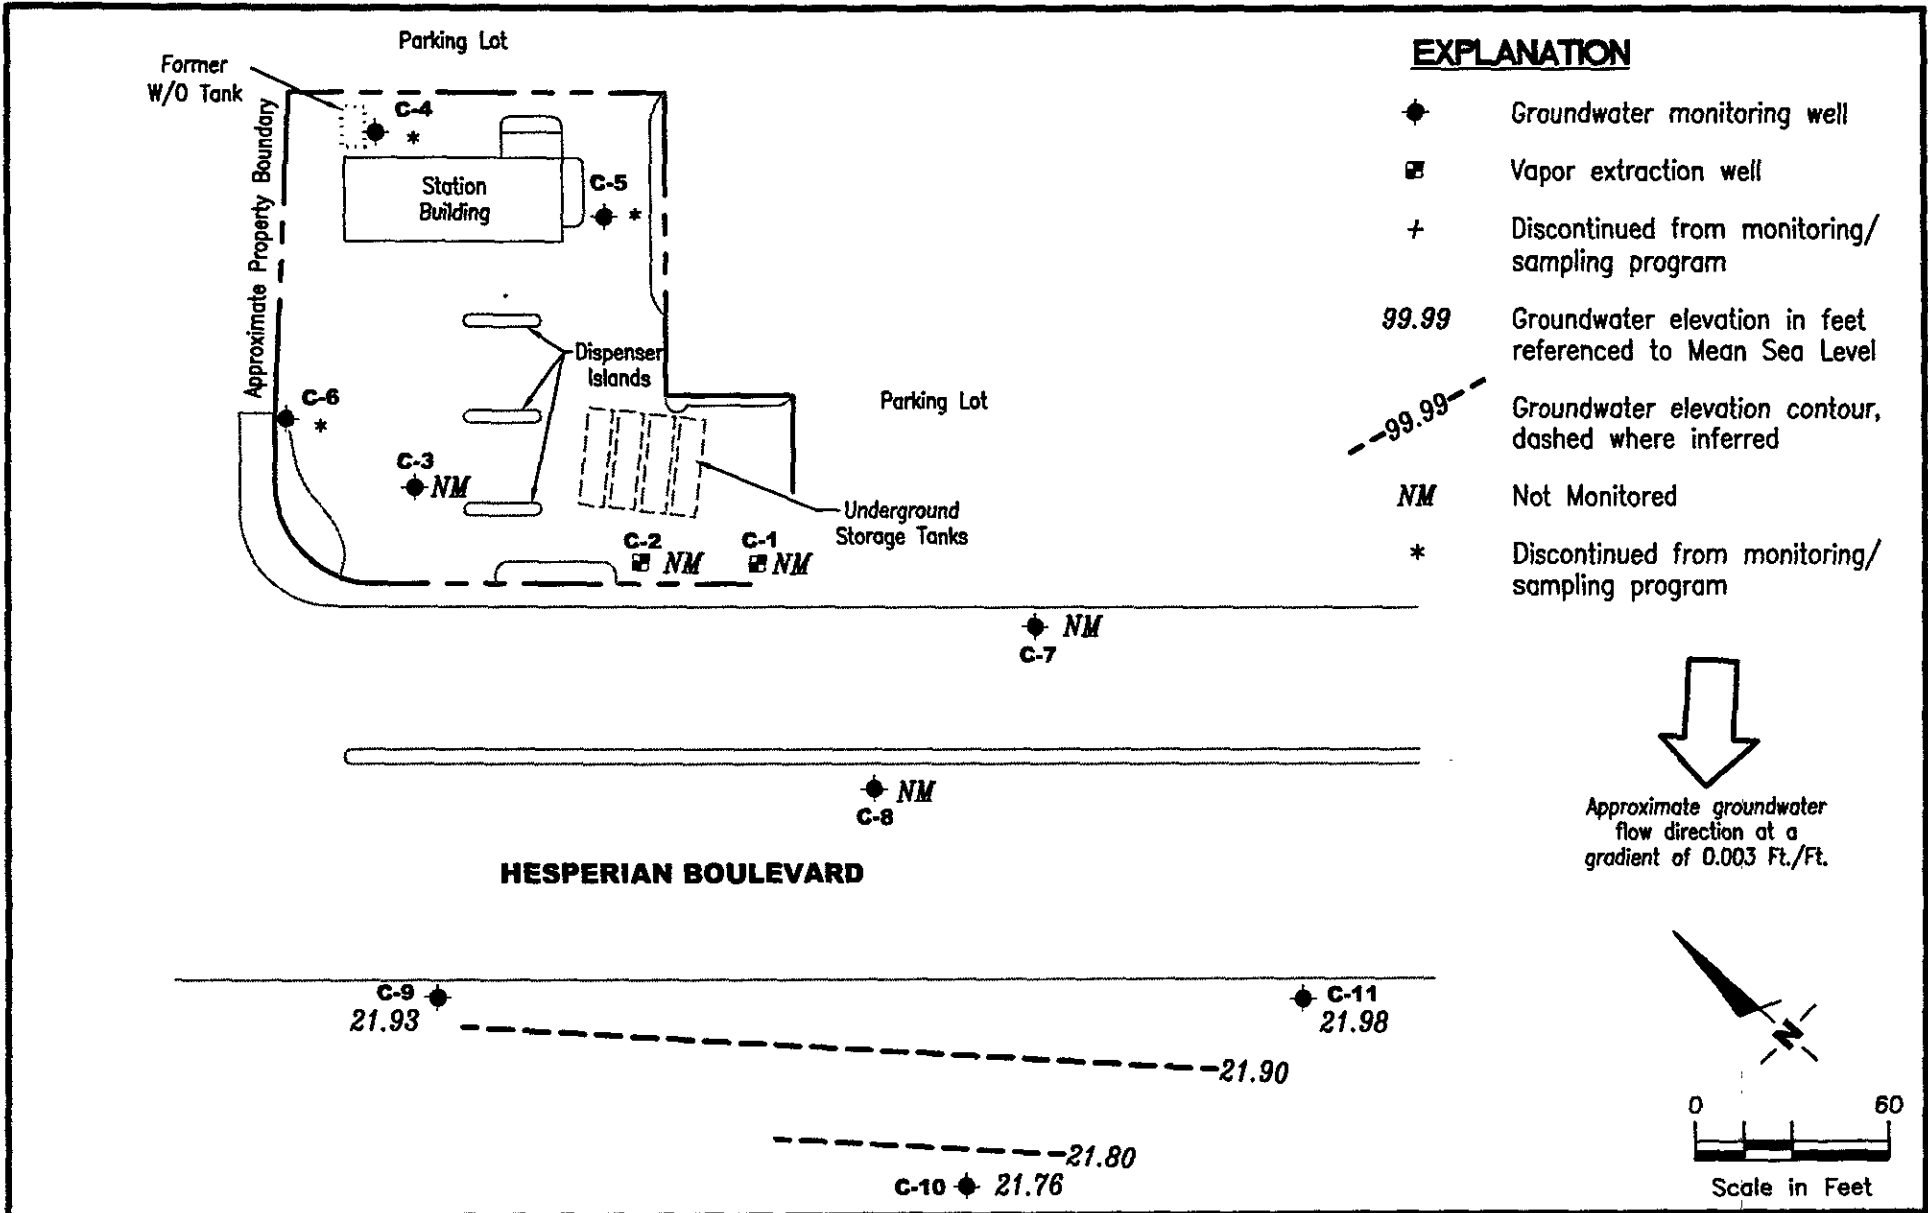 Parking Lot
Former
W/O Tank
Approximate Property Boundary
C-4
*
Station
Building
C-5
*
Dispenser
Islands
C-6
*
C-3
NM
Parking Lot
Underground
Storage Tanks
C-2
NM
C-1
NM
NM
C-7
NM
C-8
HESPERIAN BOULEVARD
C-9
21.93
C-11
21.98
21.90
21.80
C-10 21.76
EXPLANATION
Groundwater monitoring well
Vapor extraction well
+ Discontinued from monitoring/
sampling program
99.99 Groundwater elevation in feet
referenced to Mean Sea Level
99.99 Groundwater elevation contour,
dashed where inferred
NM Not Monitored
* Discontinued from monitoring/
sampling program
Approximate groundwater
flow direction at a
gradient of 0.003 Ft./Ft.
N
0 60
Scale in Feet